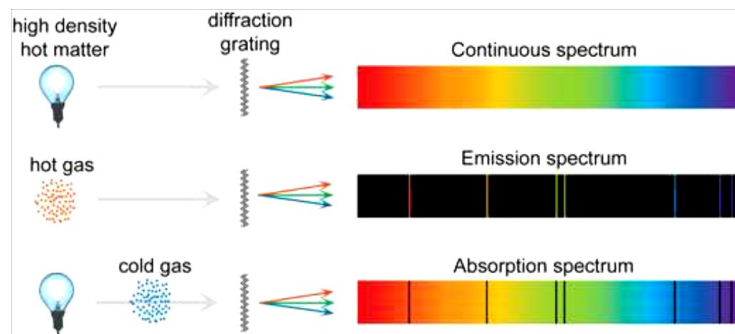 high density
hot matter
diffraction
grating
Continuous spectrum
hot gas
Emission spectrum
cold gas
Absorption spectrum